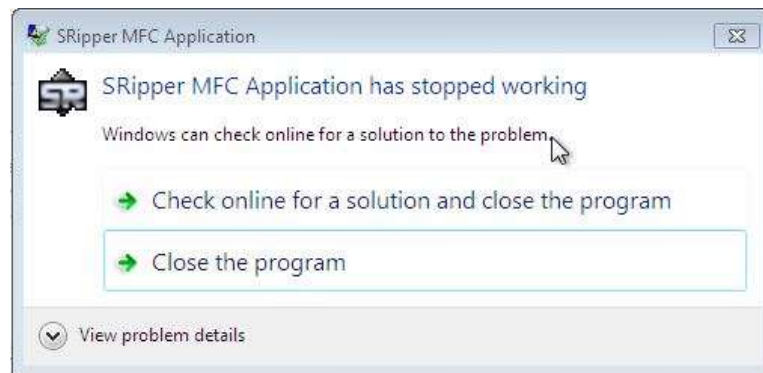 SRipper MFC Application
SR
SRipper MFC Application has stopped working
Windows can check online for a solution to the problem.
Check online for a solution and close the program
Close the program
View problem details